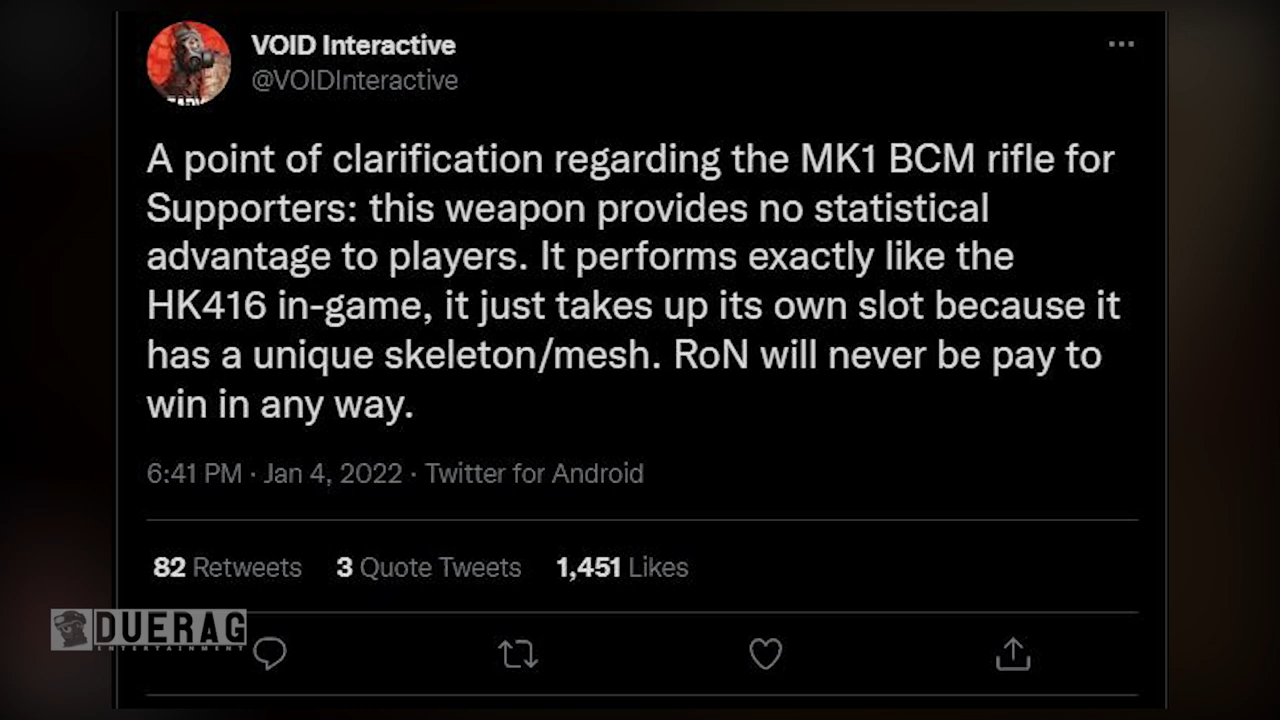 VOID Interactive
@VOIDInteractive
A point of clarification regarding the MK1 BCM rifle for
Supporters: this weapon provides no statistical
advantage to players. It performs exactly like the
HK416 in-game, it just takes up its own slot because it
has a unique skeleton/mesh. RoN will never be pay to
win in any way.
6:41 PM · Jan 4, 2022 · Twitter for Android
82 Retweets 3 Quote Tweets 1,451 Likes
DUERAG
ENTERTAINMENT